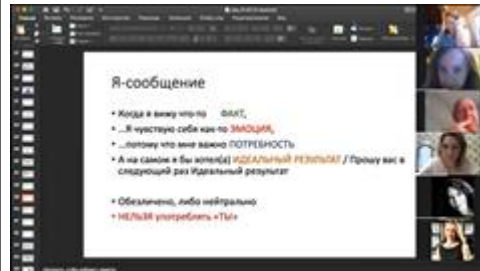 Я-сообщение
• Когда я вижу что-то ФАКТ,
• ...Я чувствую себя как-то ЭМОЦИЯ,
• ...потому что мне важно ПОТРЕБНОСТЬ
• А на самом я бы хотел(а) ИДЕАЛЬНЫЙ РЕЗУЛЬТАТ / Прошу вас в
следующий раз Идеальный результат
• Обезличено, либо нейтрально
• НЕЛЬЗЯ употреблять «ТЫ»